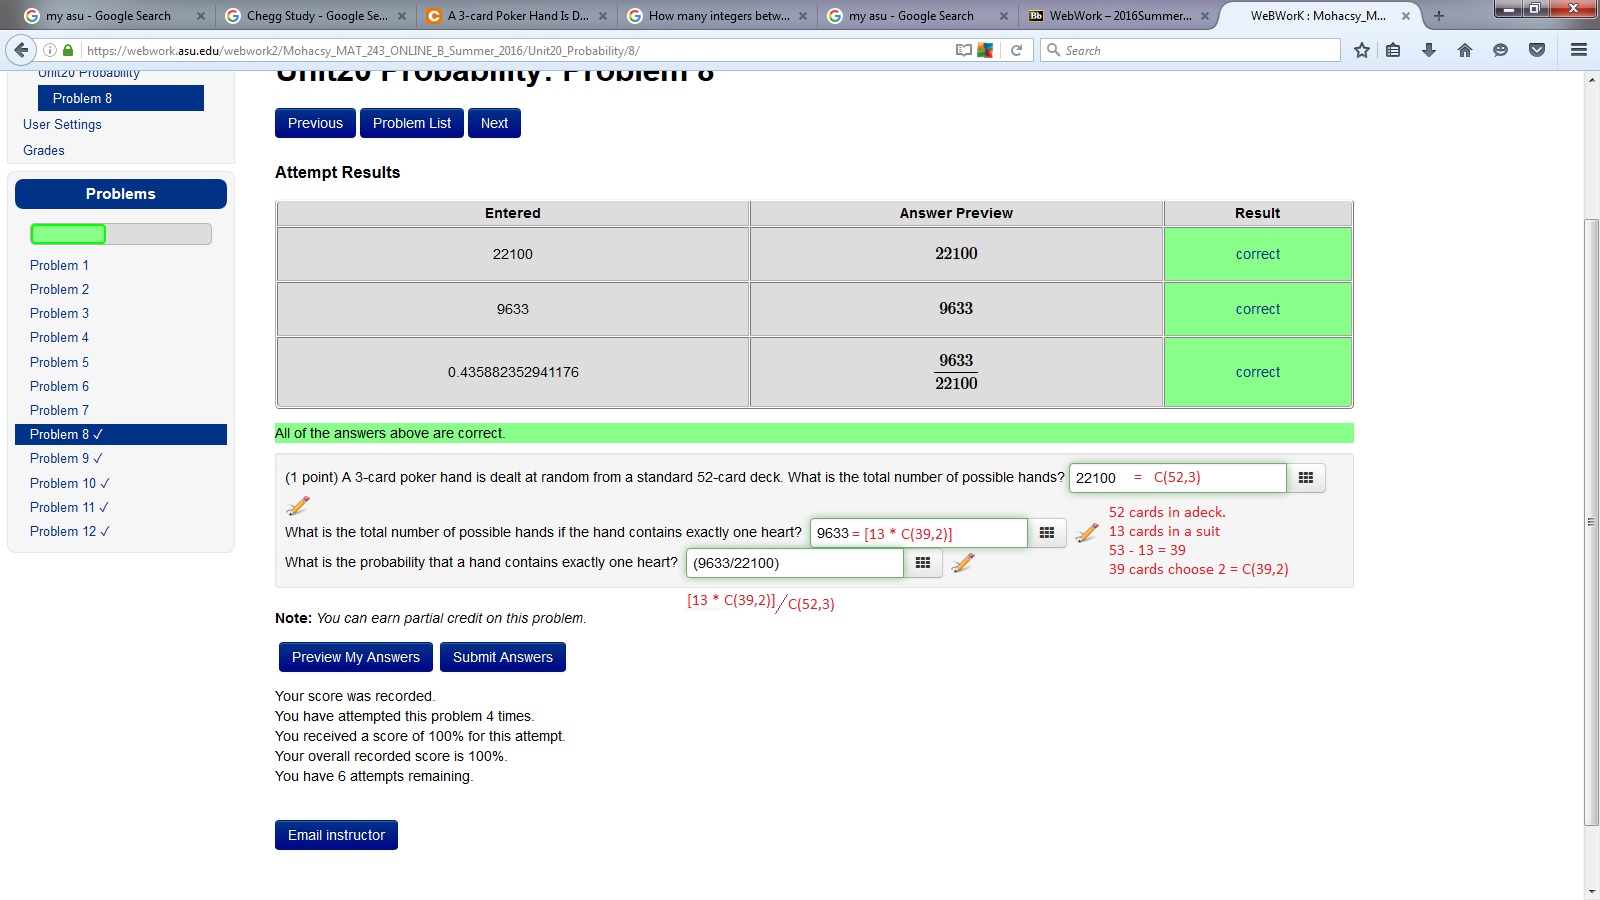 my asu - Google Search
Chegg Study - Google Se...
A 3-card Poker Hand Is D...
How many integers betw...
my asu - Google Search
WebWork – 2016Summer...
WeBWorK : Mohacsy_M...
https://webwork.asu.edu/webwork2/Mohacsy_MAT_243_ONLINE_B_Summer_2016/Unit20_Probability/8/
Search
Unit20 Probability
Problem 8
User Settings
Grades
Problems
Problem 1
Problem 2
Problem 3
Problem 4
Problem 5
Problem 6
Problem 7
Problem 8 ✓
Problem 9 ✓
Problem 10 ✓
Problem 11 ✓
Problem 12 ✓
Unit20 Probability: Problem 8
Previous
Problem List
Next
Attempt Results
Entered Answer Preview Result
22100 22100 correct
9633 9633 correct
0.435882352941176 9633/22100 correct
All of the answers above are correct.
(1 point) A 3-card poker hand is dealt at random from a standard 52-card deck. What is the total number of possible hands? 22100 = C(52,3)
What is the total number of possible hands if the hand contains exactly one heart? 9633 = [13 * C(39,2)]
What is the probability that a hand contains exactly one heart? (9633/22100)
52 cards in adeck.
13 cards in a suit
53 - 13 = 39
39 cards choose 2 = C(39,2)
[13 * C(39,2)]/C(52,3)
Note: You can earn partial credit on this problem.
Preview My Answers
Submit Answers
Your score was recorded.
You have attempted this problem 4 times.
You received a score of 100% for this attempt.
Your overall recorded score is 100%.
You have 6 attempts remaining.
Email instructor